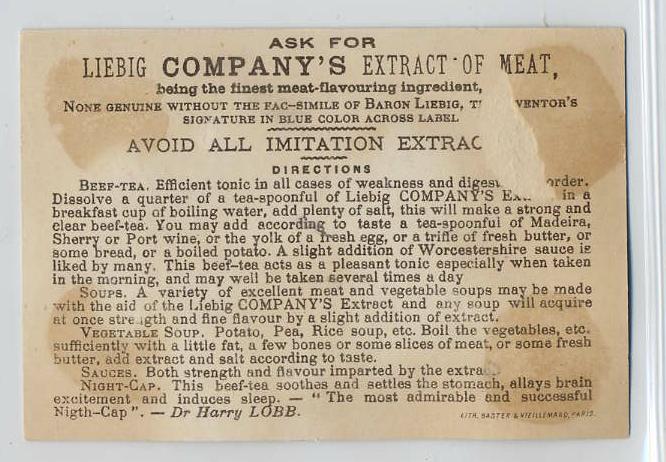 ASK FOR
LIEBIG COMPANY'S EXTRACT OF MEAT,
being the finest meat-flavouring ingredient,
NONE GENUINE WITHOUT THE FAC-SIMILE OF BARON LIEBIG, T VENTOR'S
SIGNATURE IN BLUE COLOR ACROSS LABEL
AVOID ALL IMITATION EXTRAC
DIRECTIONS
BEEF-TEA. Efficient tonic in all cases of weakness and digest order.
Dissolve a quarter of a tea-spoonful of Liebig COMPANY'S Ex in a
breakfast cup of boiling water, add plenty of salt, this will make a strong and
clear beef-tea. You may add according to taste a tea-spoonful of Madeira,
Sherry or Port wine, or the yolk of a fresh egg, or a trifle of fresh butter, or
some bread, or a boiled potato. A slight addition of Worcestershire sauce is
liked by many. This beef-tea acts as a pleasant tonic especially when taken
in the morning, and may well be taken several times a day
SOUPS. A variety of excellent meat and vegetable soups may be made
with the aid of the Liebig COMPANY'S Extract and any soup will acquire
at once strength and fine flavour by a slight addition of extract.
VEGETABLE SOUP. Potato, Pea, Rice soup, etc. Boil the vegetables, etc.
sufficiently with a little fat, a few bones or some slices of meat, or some fresh
butter, add extract and salt according to taste.
SAUCES. Both strength and flavour imparted by the extra
NIGHT-CAP. This beef-tea soothes and settles the stomach, allays brain
excitement and induces sleep. — "The most admirable and successful
Nigth-Cap". — Dr Harry LOBB.
LITH. BASTER & VIEILLEMARD, PARIS.